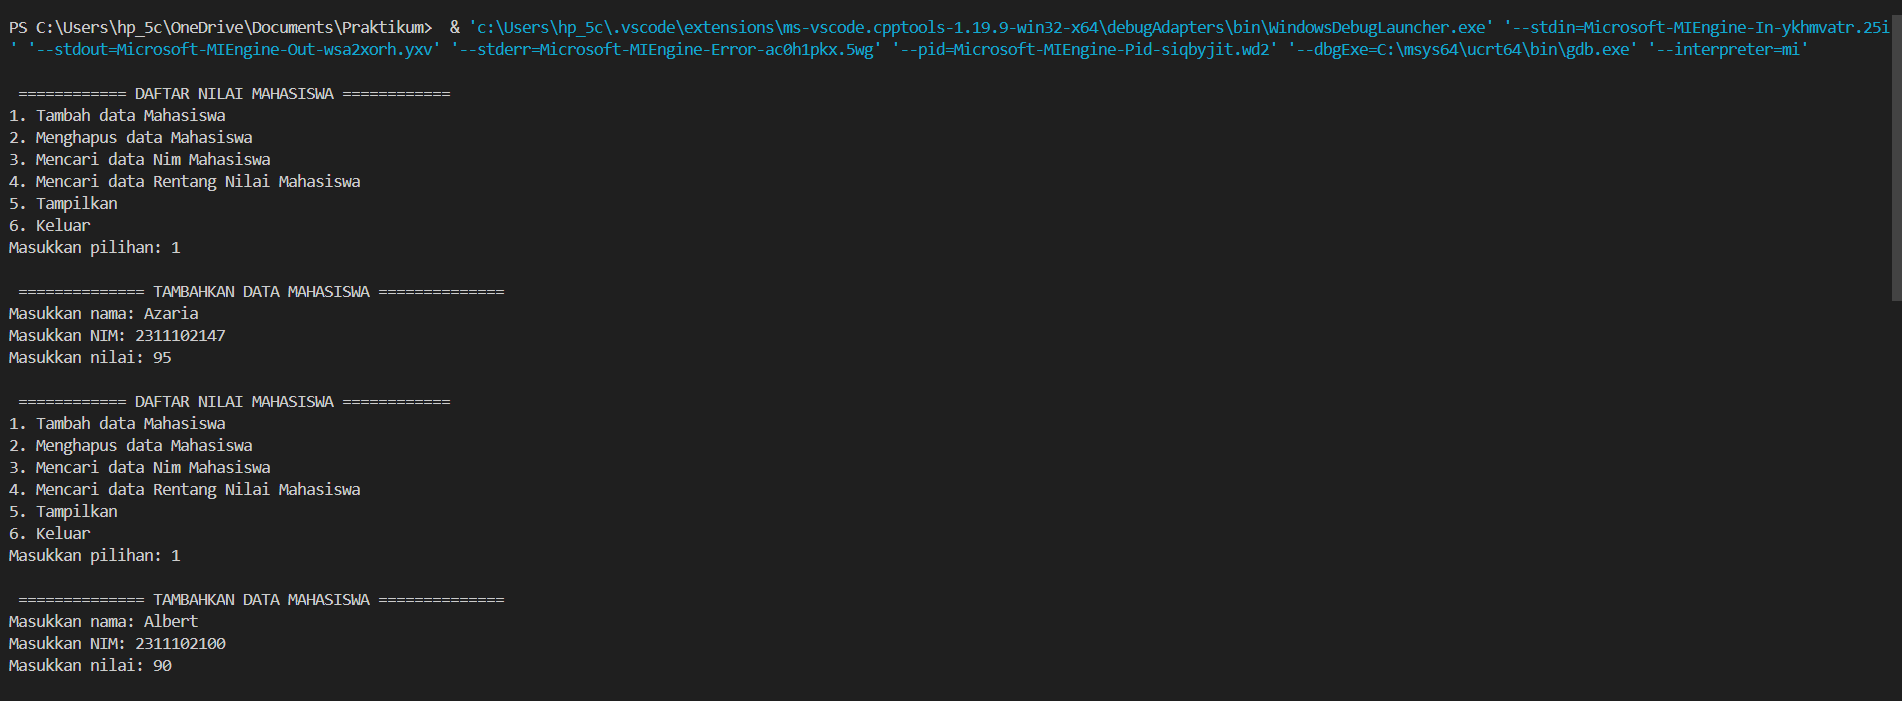 PS C:\Users\hp_5c\OneDrive\Documents\Praktikum>  & 'c:\Users\hp_5c\.vscode\extensions\ms-vscode.cpptools-1.19.9-win32-x64\debugAdapters\bin\WindowsDebugLauncher.exe' '--stdin=Microsoft-MIEngine-In-ykhmvatr.25i
' '--stdout=Microsoft-MIEngine-Out-wsa2xorh.yxv' '--stderr=Microsoft-MIEngine-Error-ac0h1pkx.5wg' '--pid=Microsoft-MIEngine-Pid-siqbyjit.wd2' '--dbgExe=C:\msys64\ucrt64\bin\gdb.exe' '--interpreter=mi'
============ DAFTAR NILAI MAHASISWA ============
1. Tambah data Mahasiswa
2. Menghapus data Mahasiswa
3. Mencari data Nim Mahasiswa
4. Mencari data Rentang Nilai Mahasiswa
5. Tampilkan
6. Keluar
Masukkan pilihan: 1
============== TAMBAHKAN DATA MAHASISWA ==============
Masukkan nama: Azaria
Masukkan NIM: 2311102147
Masukkan nilai: 95
============ DAFTAR NILAI MAHASISWA ============
1. Tambah data Mahasiswa
2. Menghapus data Mahasiswa
3. Mencari data Nim Mahasiswa
4. Mencari data Rentang Nilai Mahasiswa
5. Tampilkan
6. Keluar
Masukkan pilihan: 1
============== TAMBAHKAN DATA MAHASISWA ==============
Masukkan nama: Albert
Masukkan NIM: 2311102100
Masukkan nilai: 90